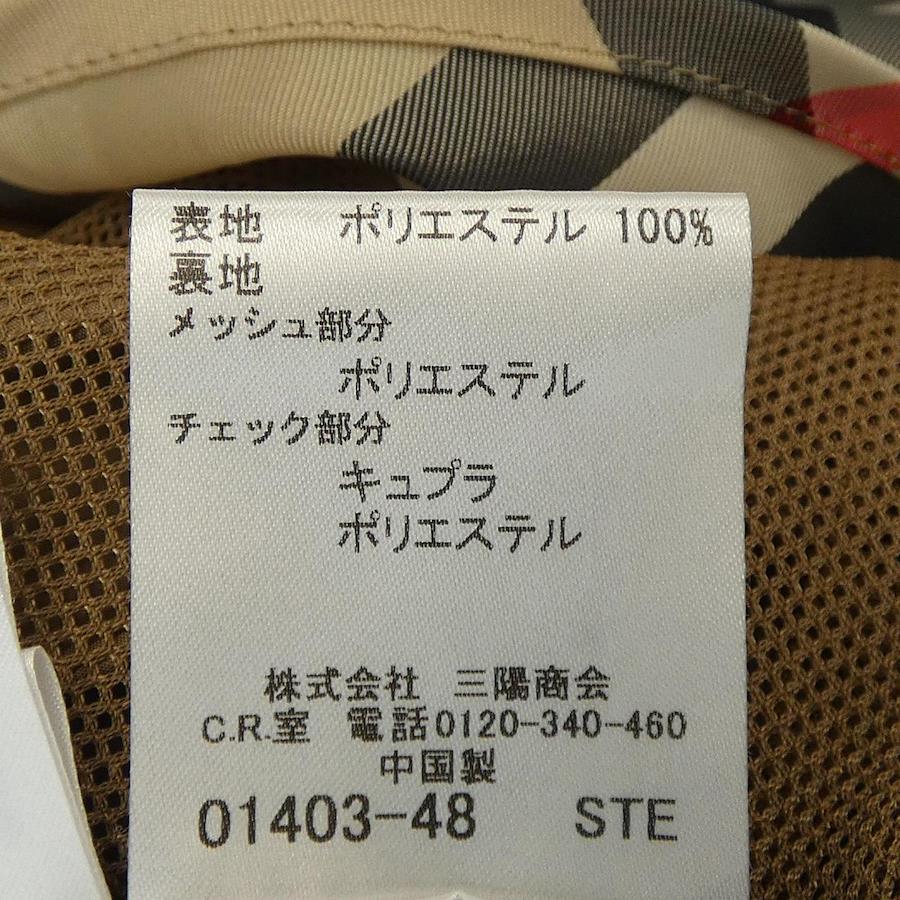 表地 ポリエステル 100%
裏地
メッシュ部分
ポリエステル
チェック部分
キュプラ
ポリエステル
株式会社 三陽商会
C.R.室 電話0120-340-460
中国製
01403-48 STE